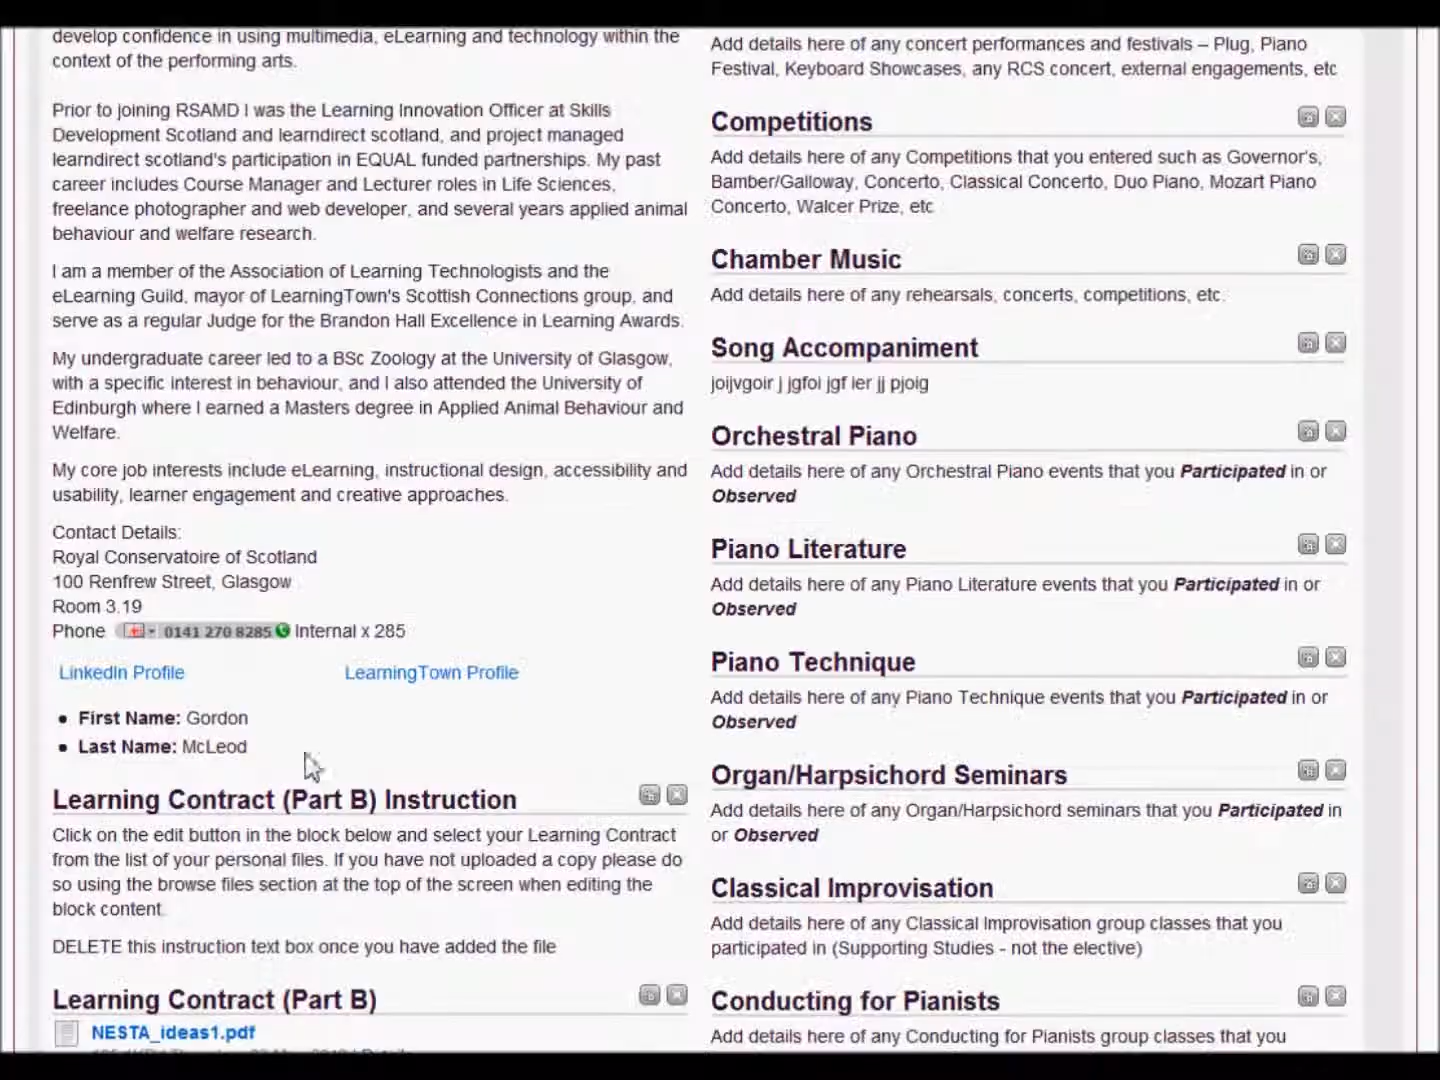 develop confidence in using multimedia, eLearning and technology within the
context of the performing arts.
Prior to joining RSAMD I was the Learning Innovation Officer at Skills
Development Scotland and learndirect scotland, and project managed
learndirect scotland's participation in EQUAL funded partnerships. My past
career includes Course Manager and Lecturer roles in Life Sciences,
freelance photographer and web developer, and several years applied animal
behaviour and welfare research.
I am a member of the Association of Learning Technologists and the
eLearning Guild, mayor of LearningTown's Scottish Connections group, and
serve as a regular Judge for the Brandon Hall Excellence in Learning Awards.
My undergraduate career led to a BSc Zoology at the University of Glasgow,
with a specific interest in behaviour, and I also attended the University of
Edinburgh where I earned a Masters degree in Applied Animal Behaviour and
Welfare.
My core job interests include eLearning, instructional design, accessibility and
usability, learner engagement and creative approaches.
Contact Details:
Royal Conservatoire of Scotland
100 Renfrew Street, Glasgow
Room 3.19
Phone 0141 270 8285 Internal x 285
LinkedIn Profile LearningTown Profile
First Name: Gordon
Last Name: McLeod
Learning Contract (Part B) Instruction
Click on the edit button in the block below and select your Learning Contract
from the list of your personal files. If you have not uploaded a copy please do
so using the browse files section at the top of the screen when editing the
block content.
DELETE this instruction text box once you have added the file
Learning Contract (Part B)
NESTA_ideas1.pdf
Add details here of any concert performances and festivals – Plug, Piano
Festival, Keyboard Showcases, any RCS concert, external engagements, etc
Competitions
Add details here of any Competitions that you entered such as Governor's,
Bamber/Galloway, Concerto, Classical Concerto, Duo Piano, Mozart Piano
Concerto, Walcer Prize, etc
Chamber Music
Add details here of any rehearsals, concerts, competitions, etc.
Song Accompaniment
joijvgoir j jgfoi jgf ier jj pjoig
Orchestral Piano
Add details here of any Orchestral Piano events that you Participated in or
Observed
Piano Literature
Add details here of any Piano Literature events that you Participated in or
Observed
Piano Technique
Add details here of any Piano Technique events that you Participated in or
Observed
Organ/Harpsichord Seminars
Add details here of any Organ/Harpsichord seminars that you Participated in
or Observed
Classical Improvisation
Add details here of any Classical Improvisation group classes that you
participated in (Supporting Studies - not the elective)
Conducting for Pianists
Add details here of any Conducting for Pianists group classes that you